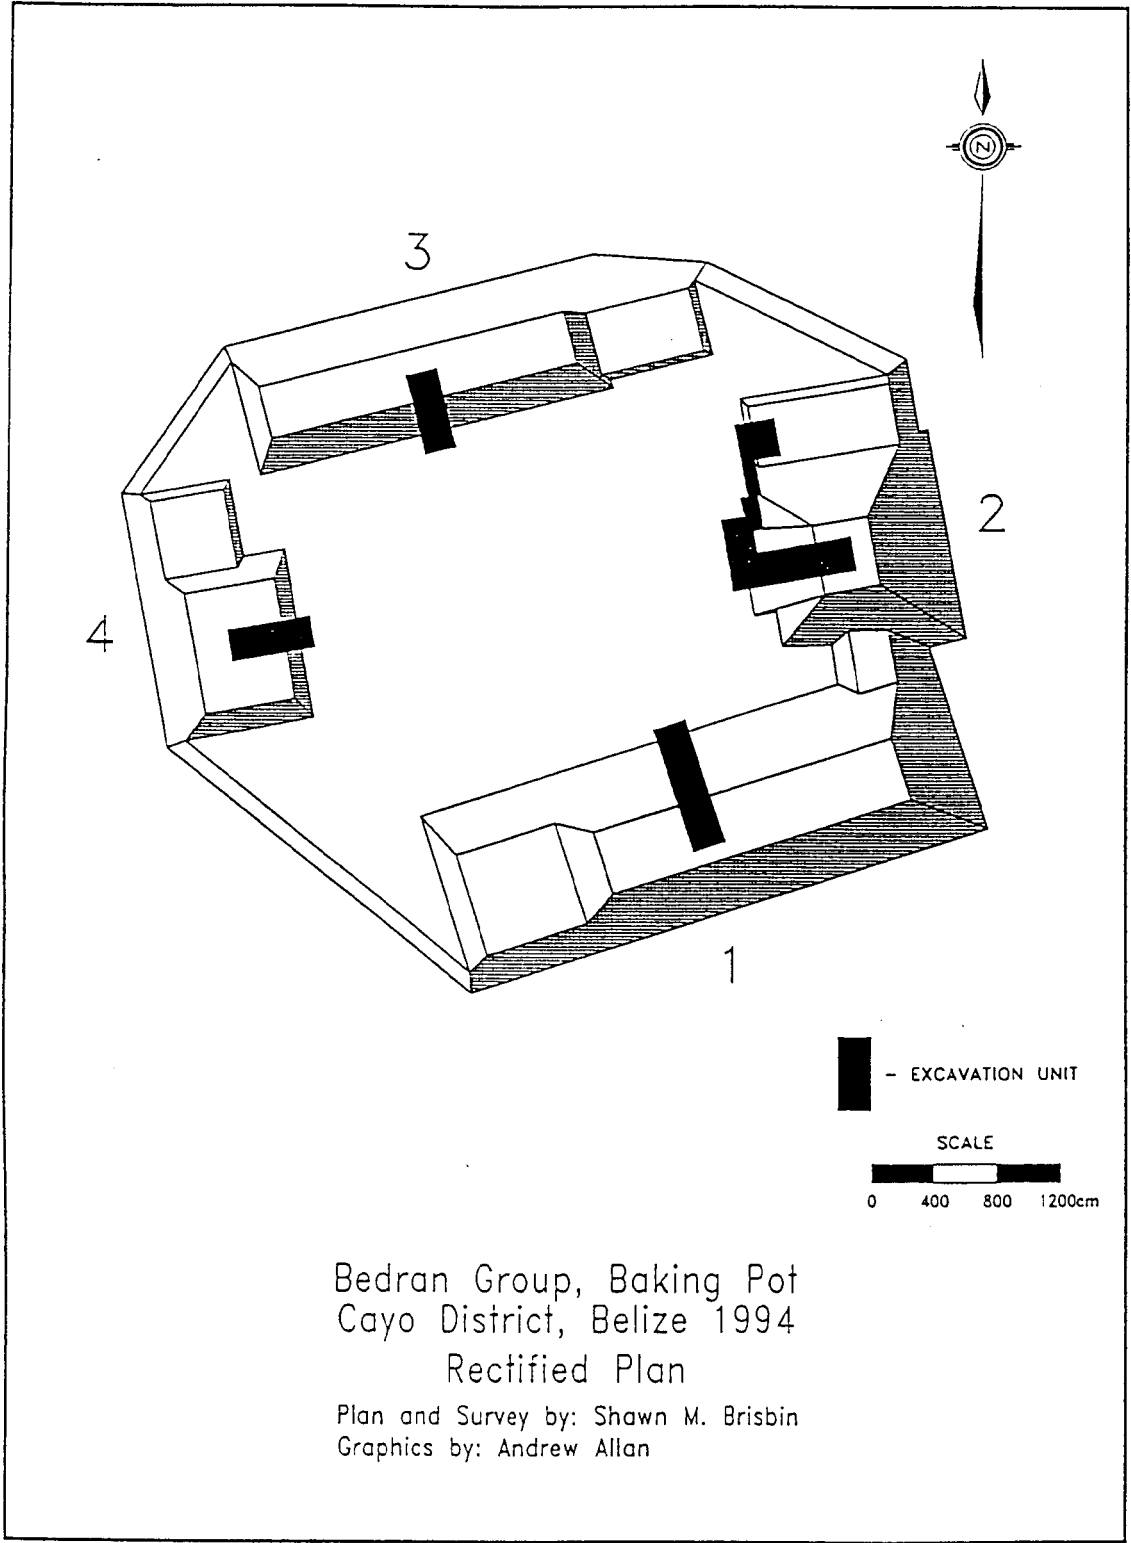 N
3
2
4
1
- EXCAVATION UNIT
SCALE
0 400 800 1200cm
Bedran Group, Baking Pot
Cayo District, Belize 1994
Rectified Plan
Plan and Survey by: Shawn M. Brisbin
Graphics by: Andrew Allan